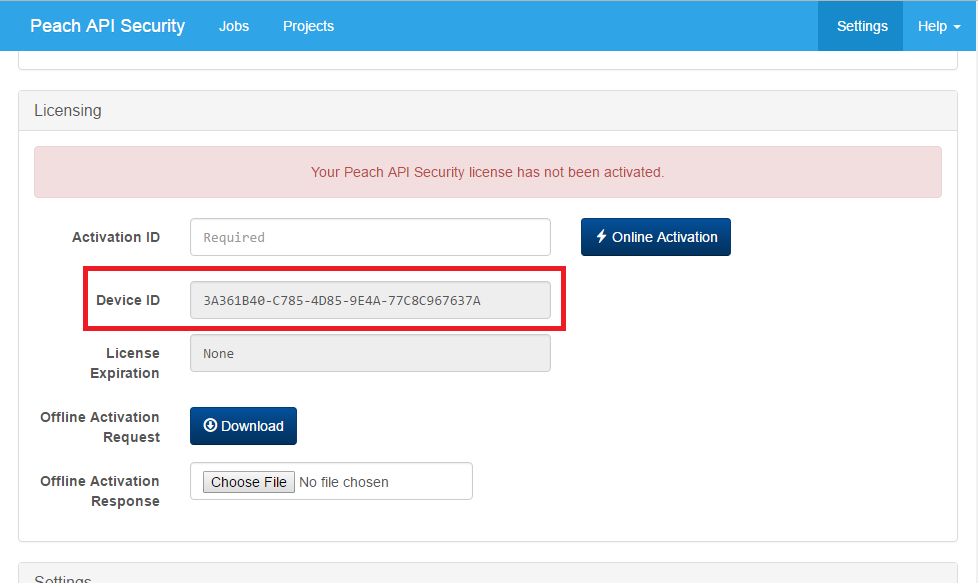 Peach API Security Jobs Projects Settings Help
Licensing
Your Peach API Security license has not been activated.
Activation ID Required Online Activation
Device ID 3A361B40-C785-4D85-9E4A-77C8C967637A
License
Expiration
None
Offline Activation
Request
Download
Offline Activation
Response
Choose File No file chosen
Settings